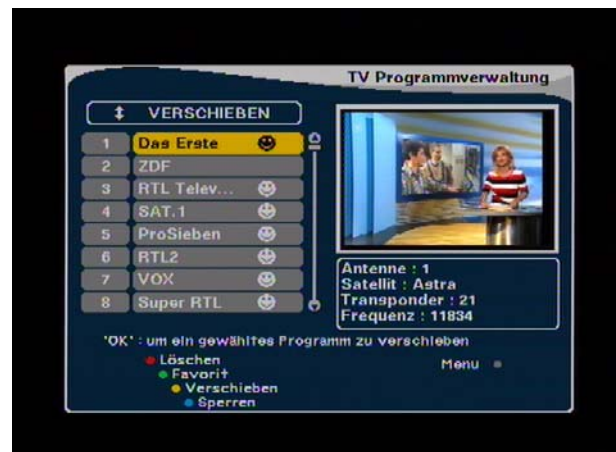 TV Programmverwaltung
↕ VERSCHIEBEN
1 Das Erste
2 ZDF
3 RTL Telev...
4 SAT.1
5 ProSieben
6 RTL2
7 VOX
8 Super RTL
Antenne : 1
Satellit : Astra
Transponder : 21
Frequenz : 11834
'OK' : um ein gewähltes Programm zu verschieben
Löschen
Favorit
Menu
Verschieben
Sperren